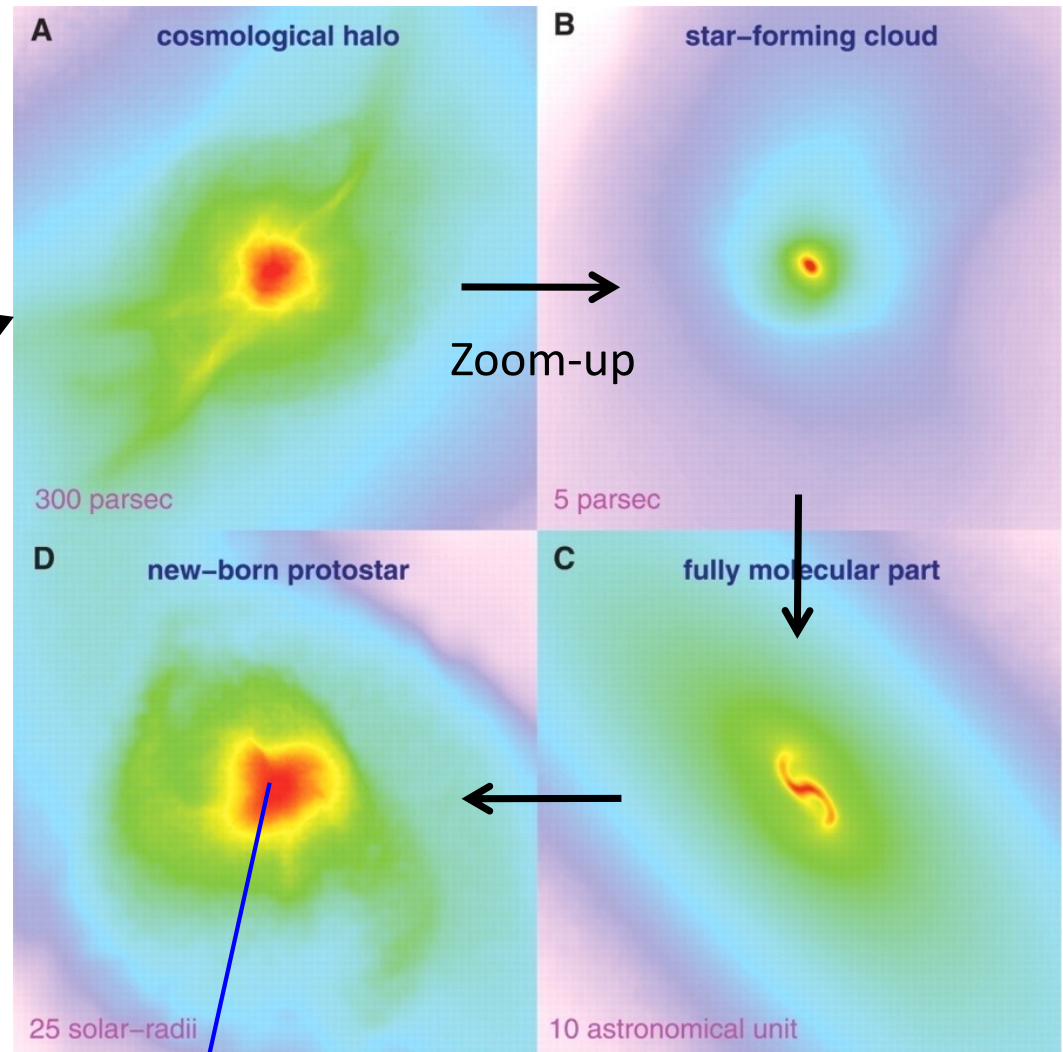 A
cosmological halo
300 parsec
B
star–forming cloud
5 parsec
Zoom-up
D
new–born protostar
25 solar–radii
C
fully molecular part
10 astronomical unit